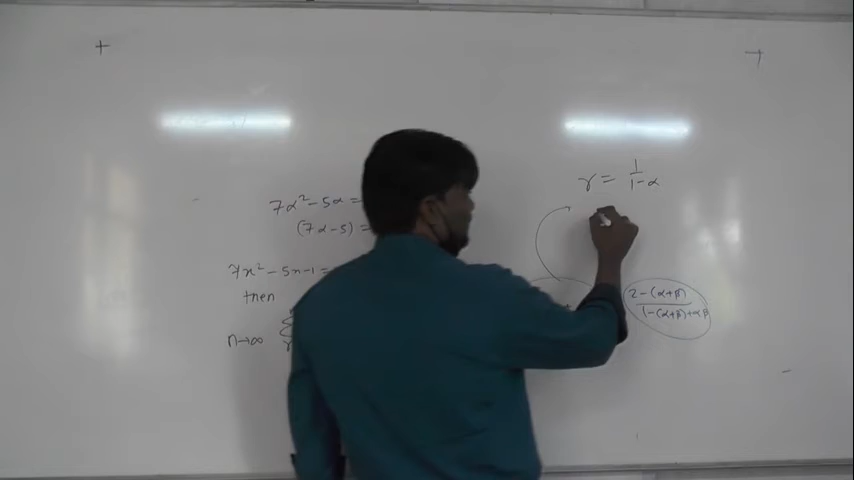 7α² - 5α =
(7α - 5) =
7x² - 5x - 1 =
then
n→∞
γ = 1/1-α
2-(α+β)/1-(α+β)+αβ